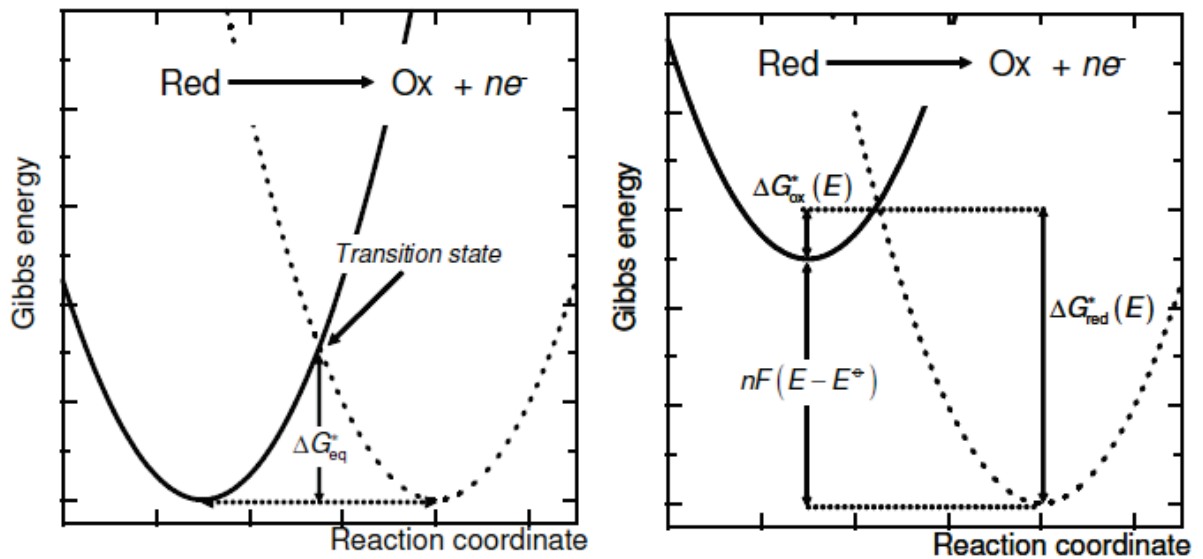 Red → Ox + ne⁻
Transition state
ΔG*eq
Gibbs energy
Reaction coordinate
Red → Ox + ne⁻
ΔG*ox(E)
ΔG*red(E)
nF(E − E⦵)
Gibbs energy
Reaction coordinate